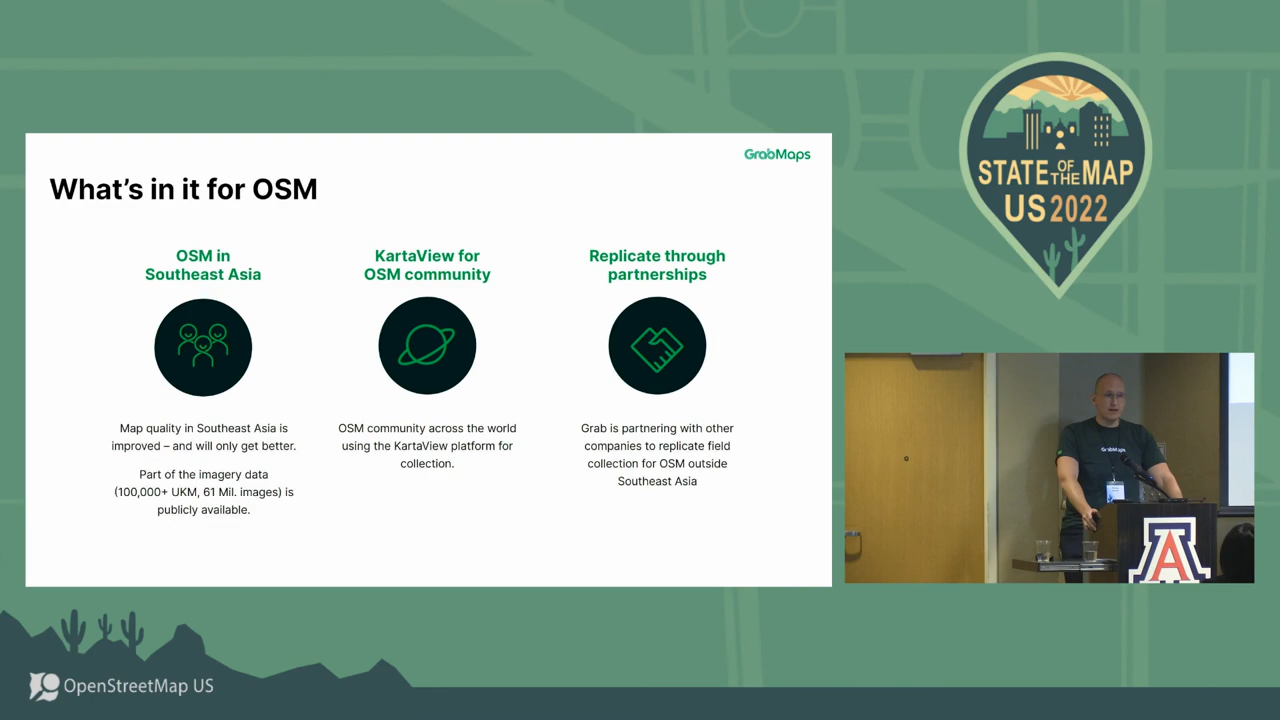 GrabMaps
What's in it for OSM
OSM in
Southeast Asia
Map quality in Southeast Asia is
improved – and will only get better.
Part of the imagery data
(100,000+ UKM, 61 Mil. images) is
publicly available.
KartaView for
OSM community
OSM community across the world
using the KartaView platform for
collection.
Replicate through
partnerships
Grab is partnering with other
companies to replicate field
collection for OSM outside
Southeast Asia
STATE OF THE MAP
US 2022
GrabMaps
A
OpenStreetMap US